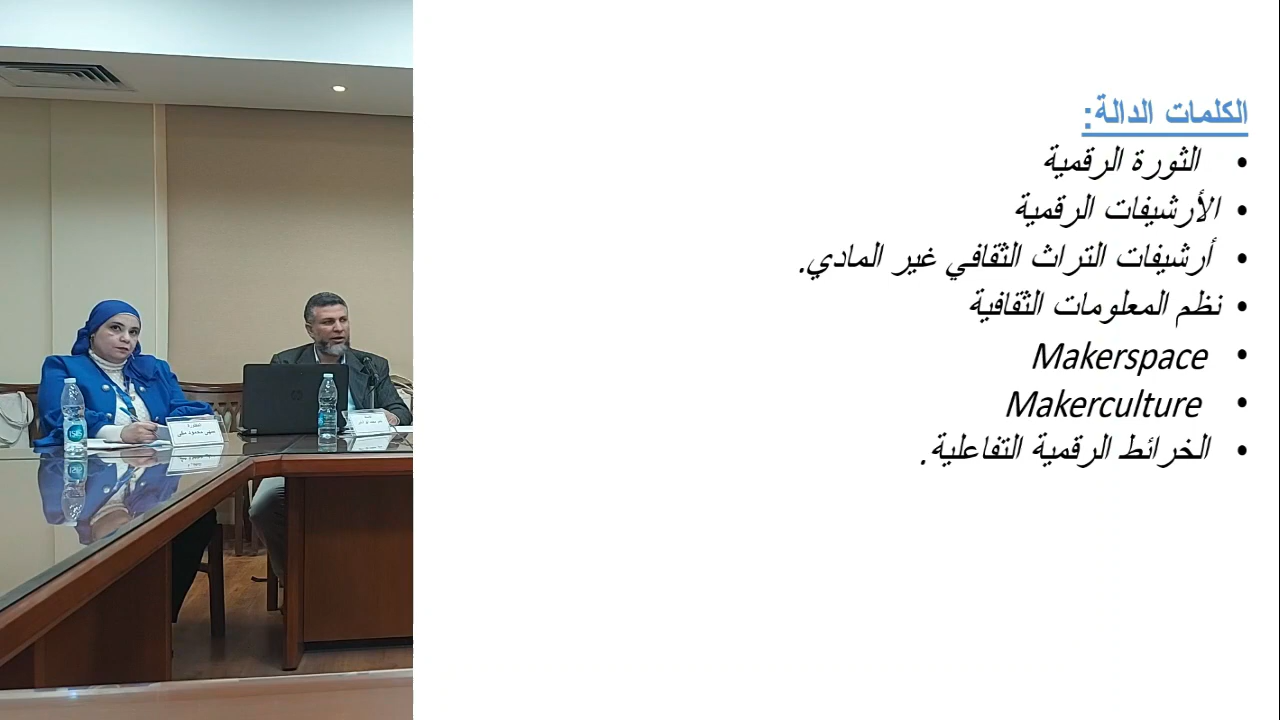 الكلمات الدالة:
• الثورة الرقمية
• الأرشيفات الرقمية
• أرشيفات التراث الثقافي غير المادي.
• نظم المعلومات الثقافية
• Makerspace
• Makerculture
• الخرائط الرقمية التفاعلية.
الدكتورة